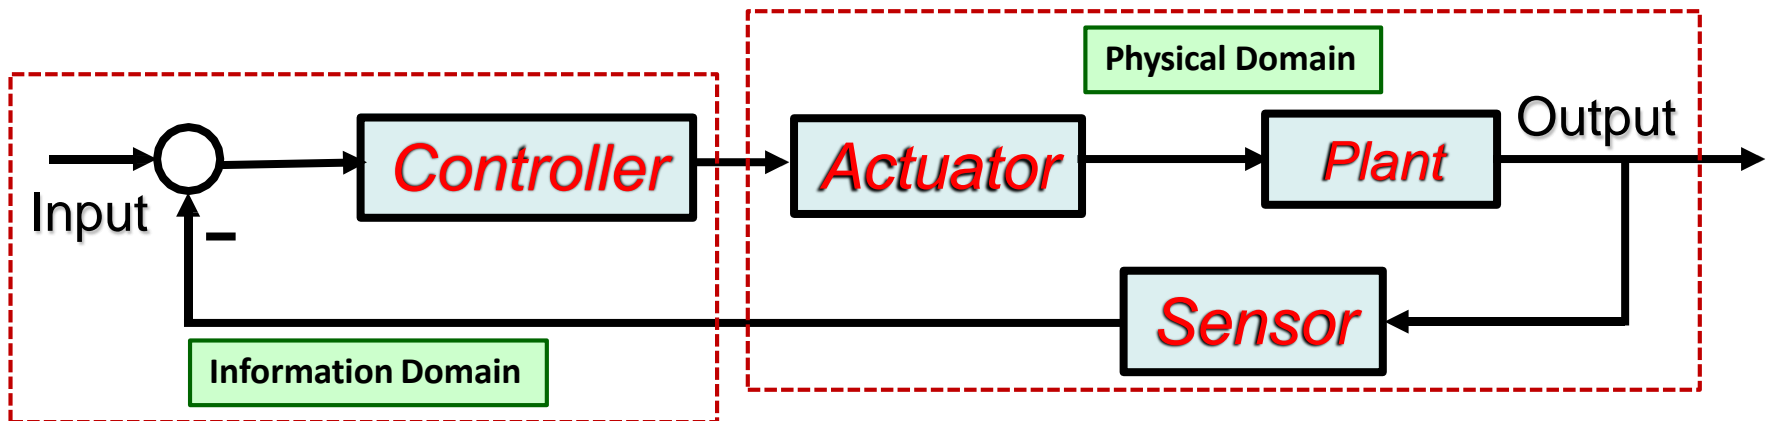 Physical Domain
Output
Controller
Actuator
Plant
Input
–
Sensor
Information Domain